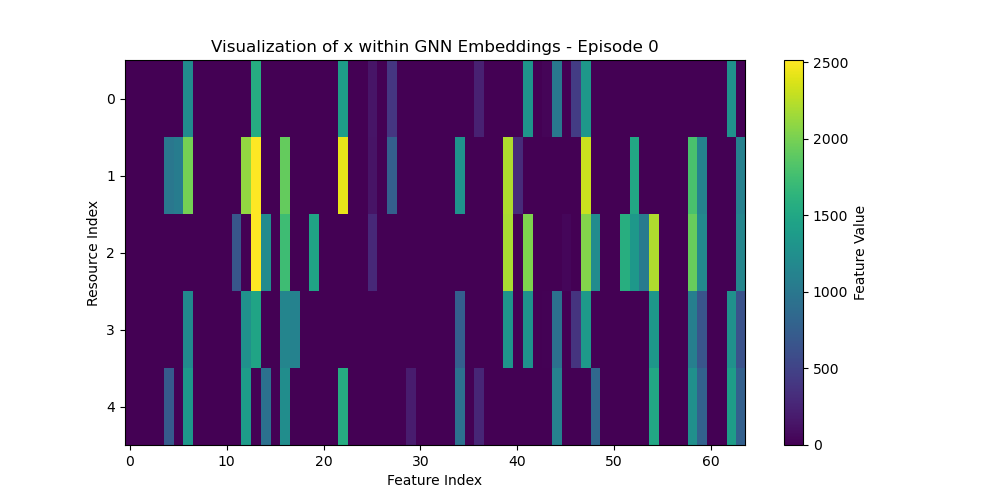 Visualization of x within GNN Embeddings - Episode 0
Resource Index
0
1
2
3
4
0 10 20 30 40 50 60
Feature Index
2500
2000
1500
1000
500
0
Feature Value